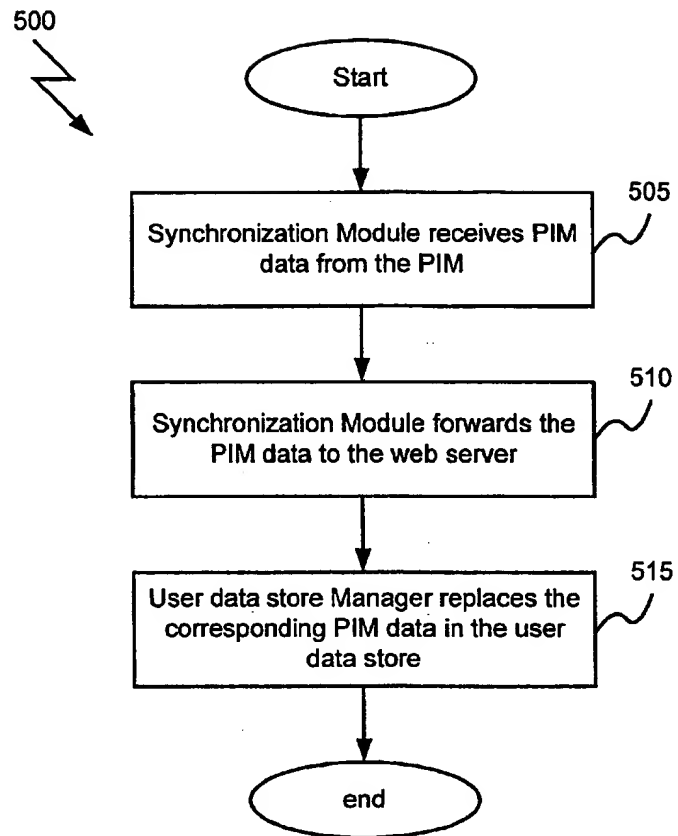 500
Start
505
Synchronization Module receives PIM
data from the PIM
510
Synchronization Module forwards the
PIM data to the web server
515
User data store Manager replaces the
corresponding PIM data in the user
data store
end